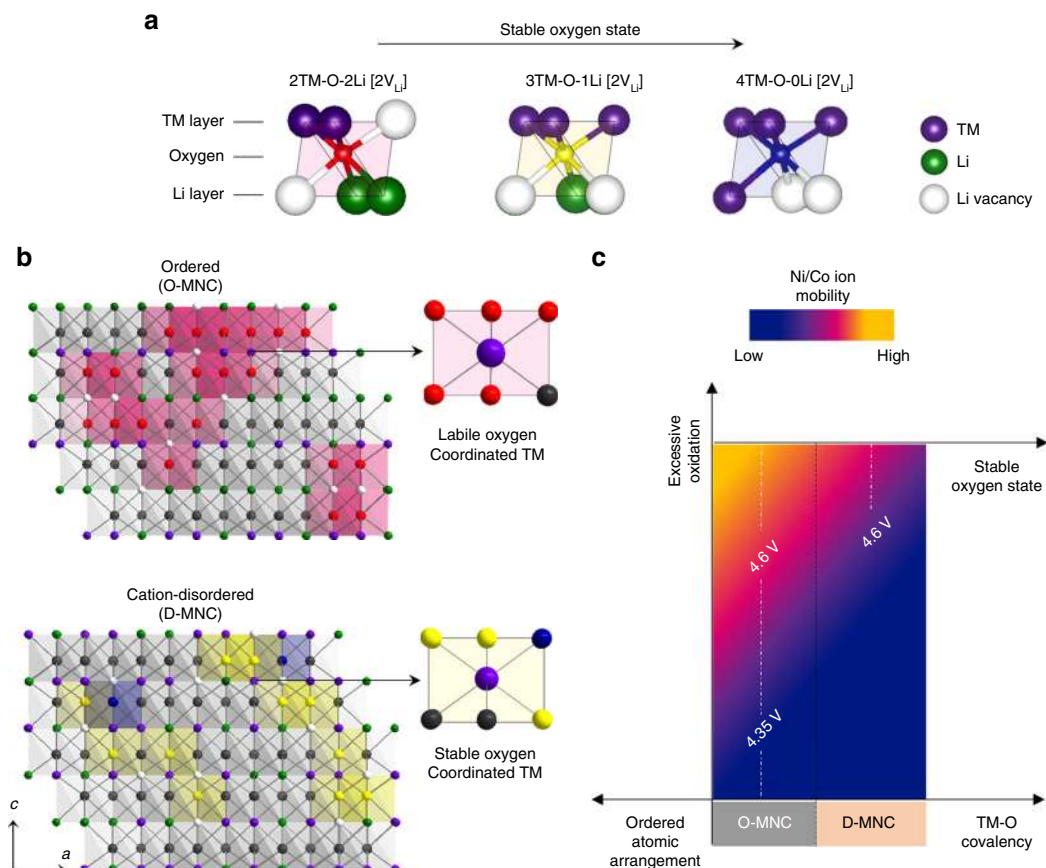 a
Stable oxygen state
2TM-O-2Li [2V_Li]
3TM-O-1Li [2V_Li]
4TM-O-0Li [2V_Li]
TM layer
Oxygen
Li layer
TM
Li
Li vacancy
b
Ordered
(O-MNC)
Labile oxygen
Coordinated TM
Cation-disordered
(D-MNC)
Stable oxygen
Coordinated TM
c
a
c
Ni/Co ion
mobility
Low
High
Excessive
oxidation
Stable
oxygen state
4.6 V
4.6 V
4.35 V
Ordered
atomic
arrangement
O-MNC
D-MNC
TM-O
covalency